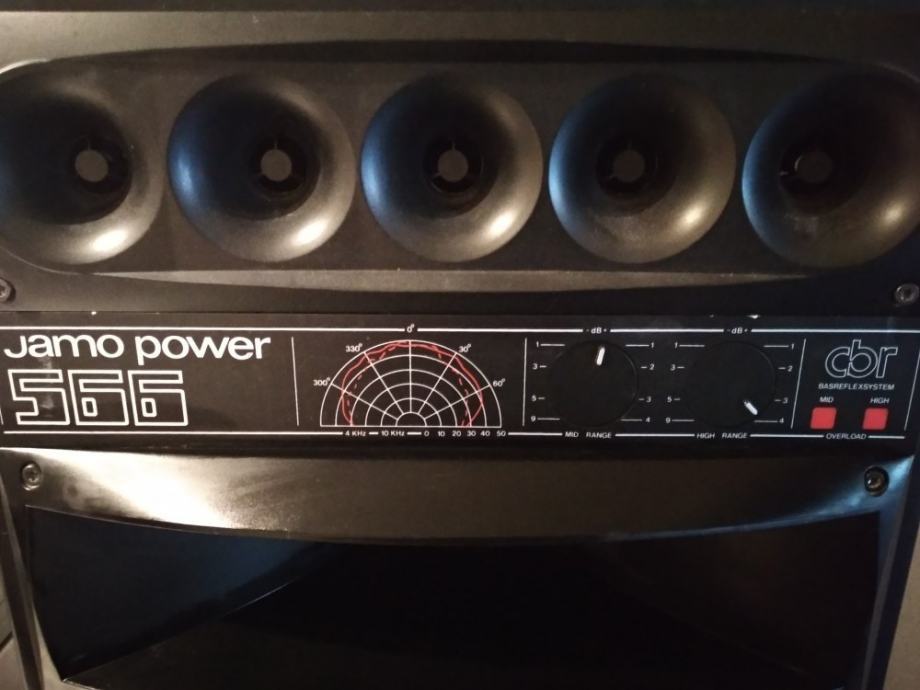 Jamo power
566
0°
330° 30°
300° 60°
4 KHz 10 KHz 0 10 20 30 40 50
- dB +
1 1
3 2
5 3
9 4
MID RANGE
- dB +
1 1
3 2
5 3
9 4
HIGH RANGE
cbr
BASREFLEXSYSTEM
MID HIGH
OVERLOAD